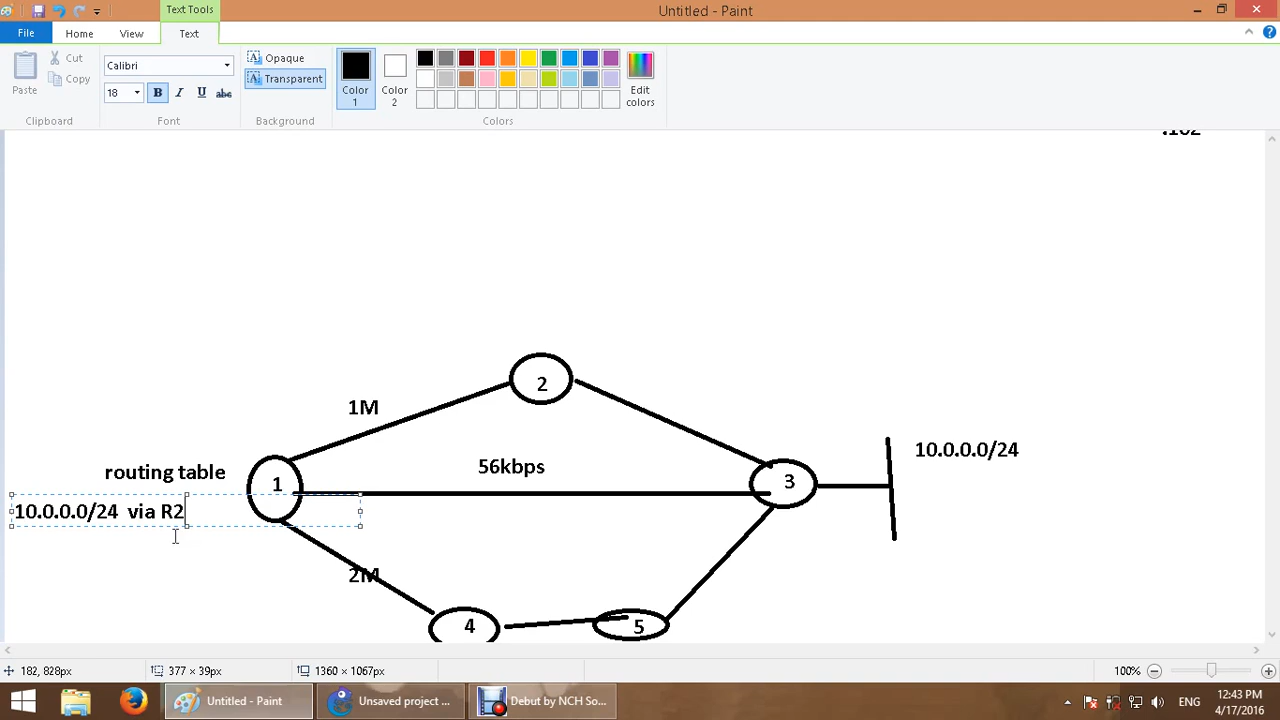 Text Tools
Untitled - Paint
File
Home
View
Text
Paste
Cut
Copy
Clipboard
Calibri
18
B
I
U
abc
Font
Opaque
Transparent
Background
Color 1
Color 2
Edit colors
Colors
.102
2
1M
56kbps
10.0.0.0/24
routing table
1
3
10.0.0.0/24 via R2
2M
4
5
182, 828px
377 × 39px
1360 × 1067px
100%
Untitled - Paint
Unsaved project ...
Debut by NCH So...
ENG
12:43 PM
4/17/2016